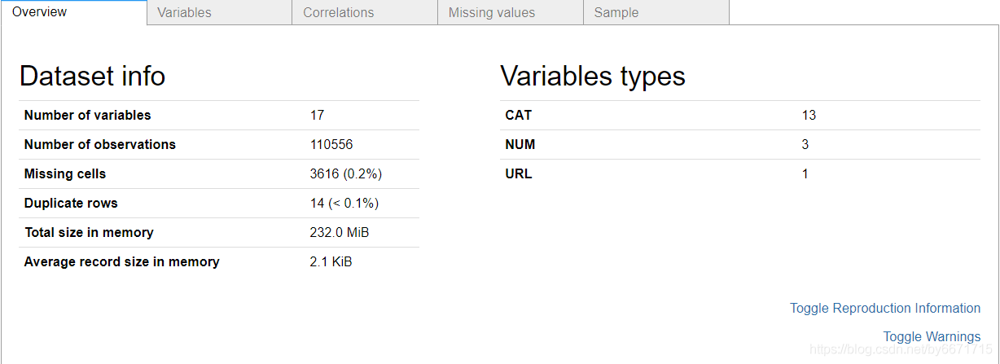 Overview Variables Correlations Missing values Sample
Dataset info
Number of variables 17
Number of observations 110556
Missing cells 3616 (0.2%)
Duplicate rows 14 (< 0.1%)
Total size in memory 232.0 MiB
Average record size in memory 2.1 KiB
Variables types
CAT 13
NUM 3
URL 1
Toggle Reproduction Information
Toggle Warnings
https://blog.csdn.net/by6671715